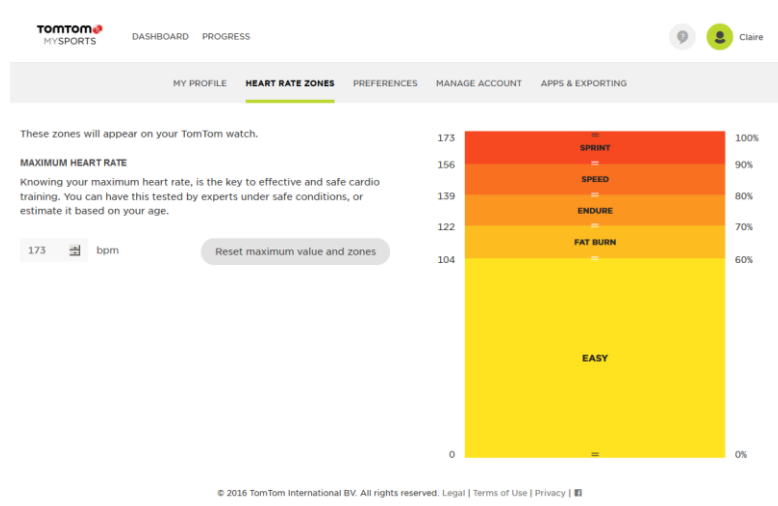 TOMTOM
MYSPORTS
DASHBOARD PROGRESS
Claire
MY PROFILE HEART RATE ZONES PREFERENCES MANAGE ACCOUNT APPS & EXPORTING
These zones will appear on your TomTom watch.
MAXIMUM HEART RATE
Knowing your maximum heart rate, is the key to effective and safe cardio
training. You can have this tested by experts under safe conditions, or
estimate it based on your age.
173 bpm
Reset maximum value and zones
173 100%
SPRINT
156 90%
SPEED
139 80%
ENDURE
122 70%
FAT BURN
104 60%
EASY
0 0%
© 2016 TomTom International BV. All rights reserved. Legal | Terms of Use | Privacy |